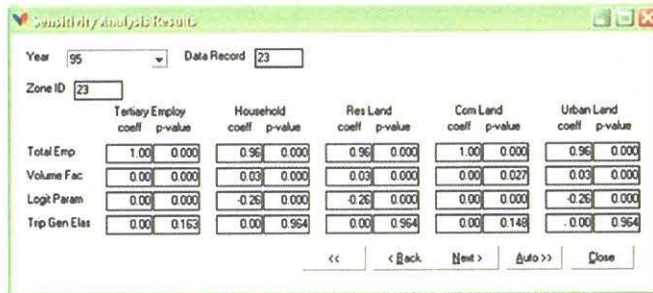 Sensitivity Analysis Results
Year 95 Data Record 23
Zone ID 23
Tertiary Employ Household Res Land Com Land Urban Land
coeff p-value coeff p-value coeff p-value coeff p-value coeff p-value
Total Emp 1.00 0.000 0.96 0.000 0.96 0.000 1.00 0.000 0.96 0.000
Volume Fac 0.00 0.000 0.03 0.000 0.03 0.000 0.00 0.027 0.03 0.000
Logit Param 0.00 0.000 -0.26 0.000 -0.26 0.000 0.00 0.000 -0.26 0.000
Trip Gen Elas 0.00 0.163 0.00 0.964 0.00 0.964 0.00 0.148 0.00 0.964
<< < Back Next > Auto >> Close